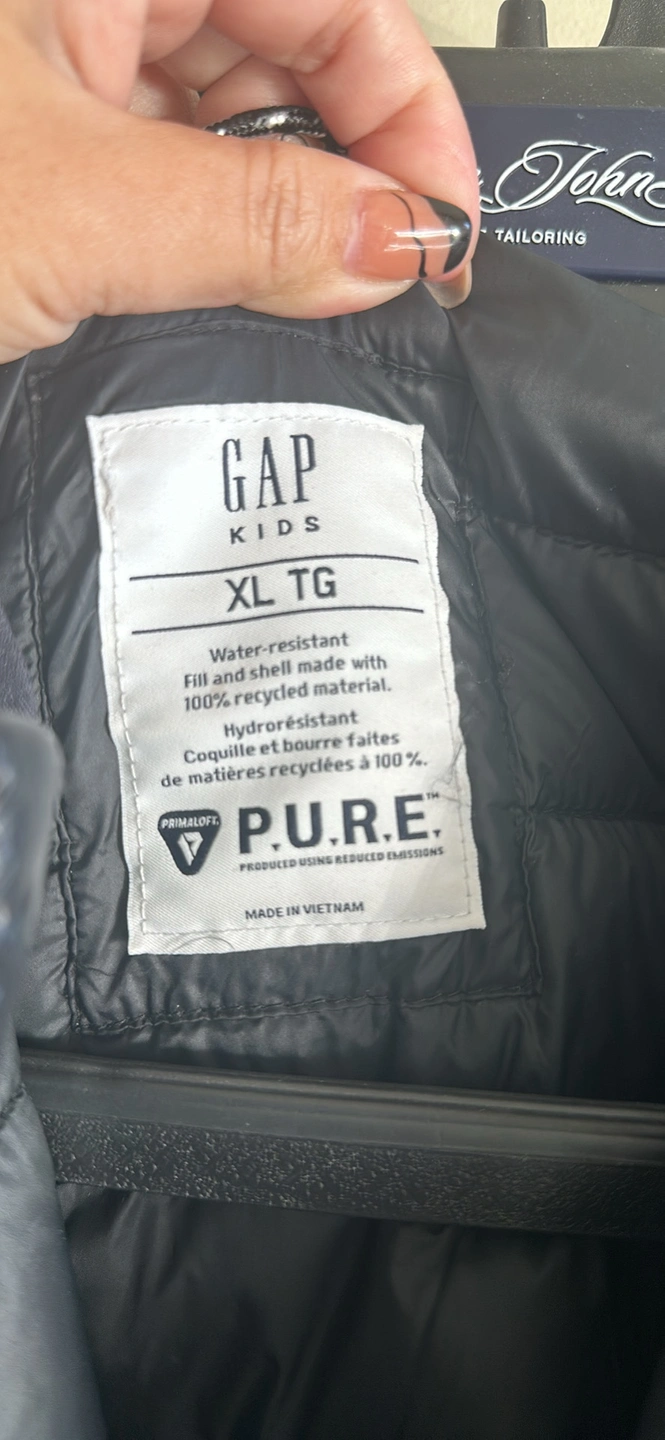 John
TAILORING
GAP
KIDS
XL TG
Water-resistant
Fill and shell made with
100% recycled material.
Hydrorésistant
Coquille et bourre faites
de matières recyclées à 100 %.
PRIMALOFT.
P.U.R.E.™
PRODUCED USING REDUCED EMISSIONS
MADE IN VIETNAM